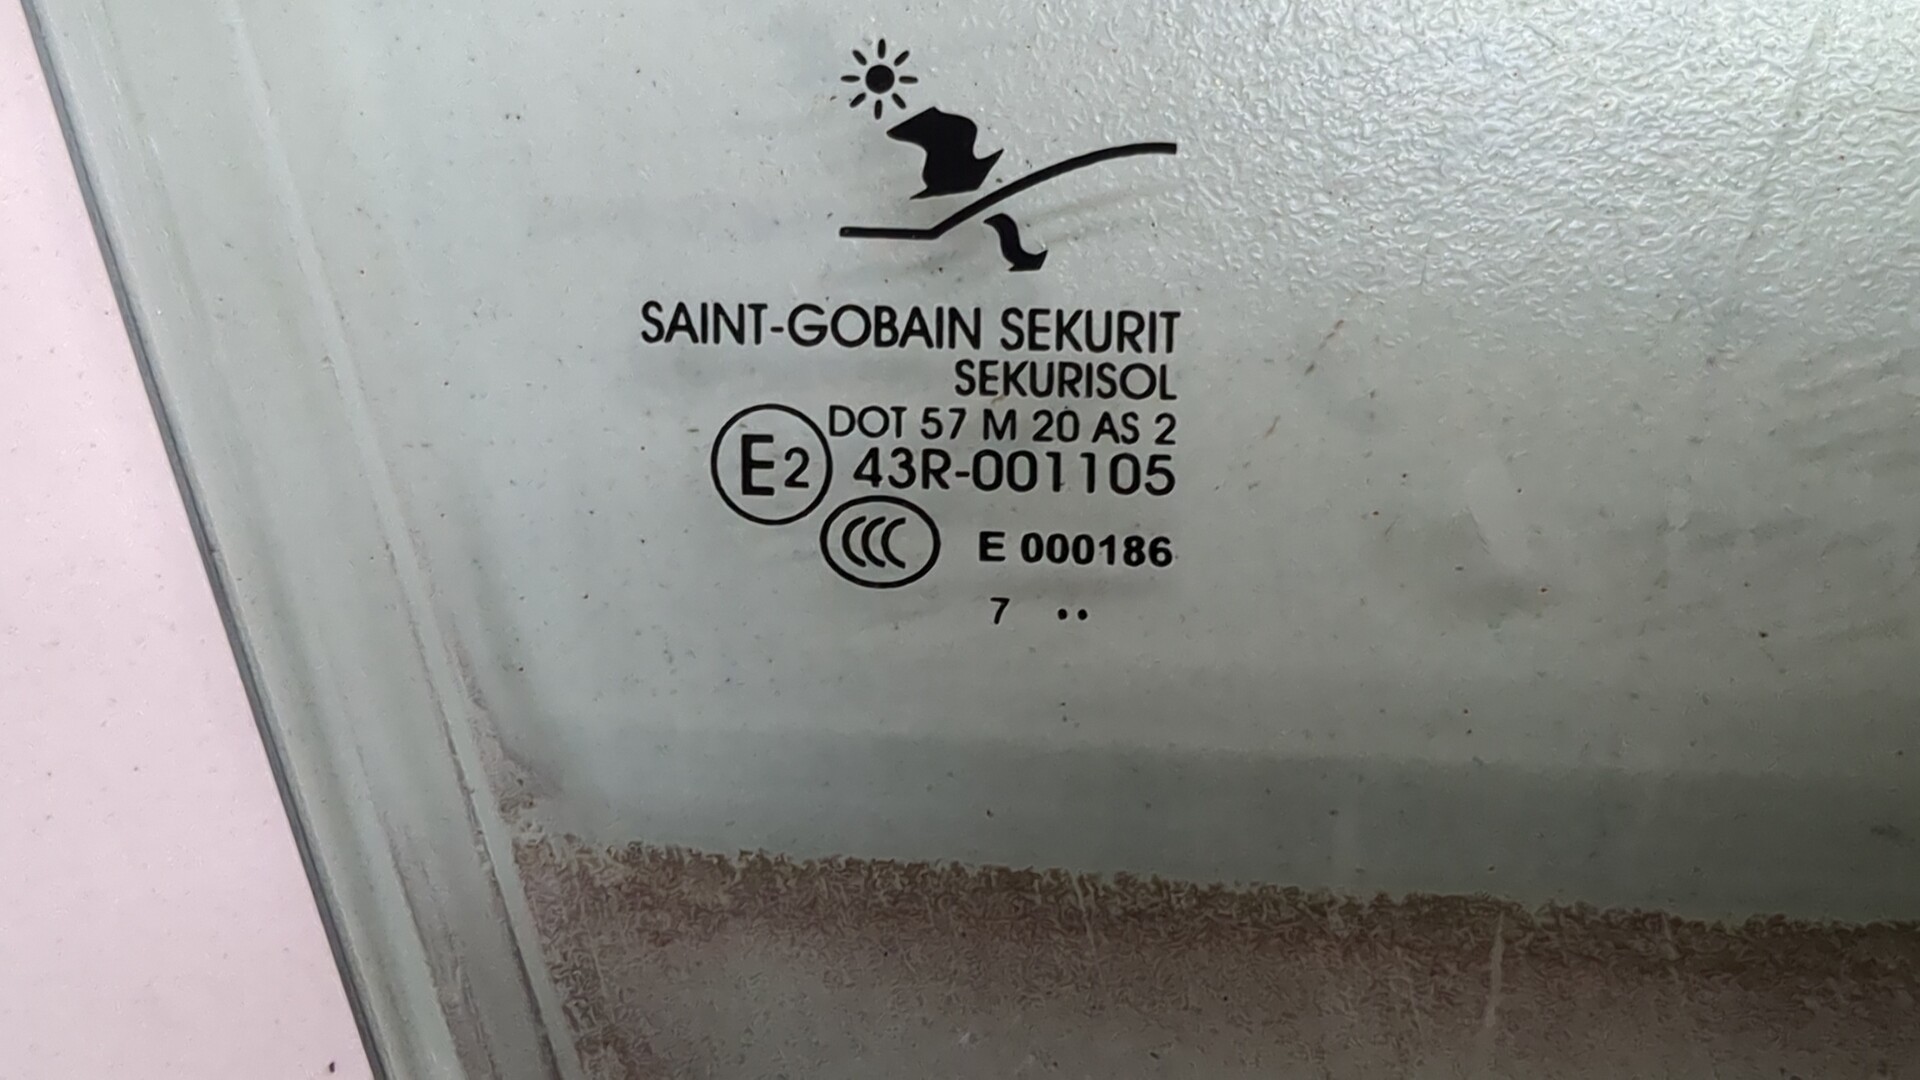 SAINT-GOBAIN SEKURIT
SEKURISOL
DOT 57 M 20 AS 2
E2 43R-001105
CCC E 000186
7 ..